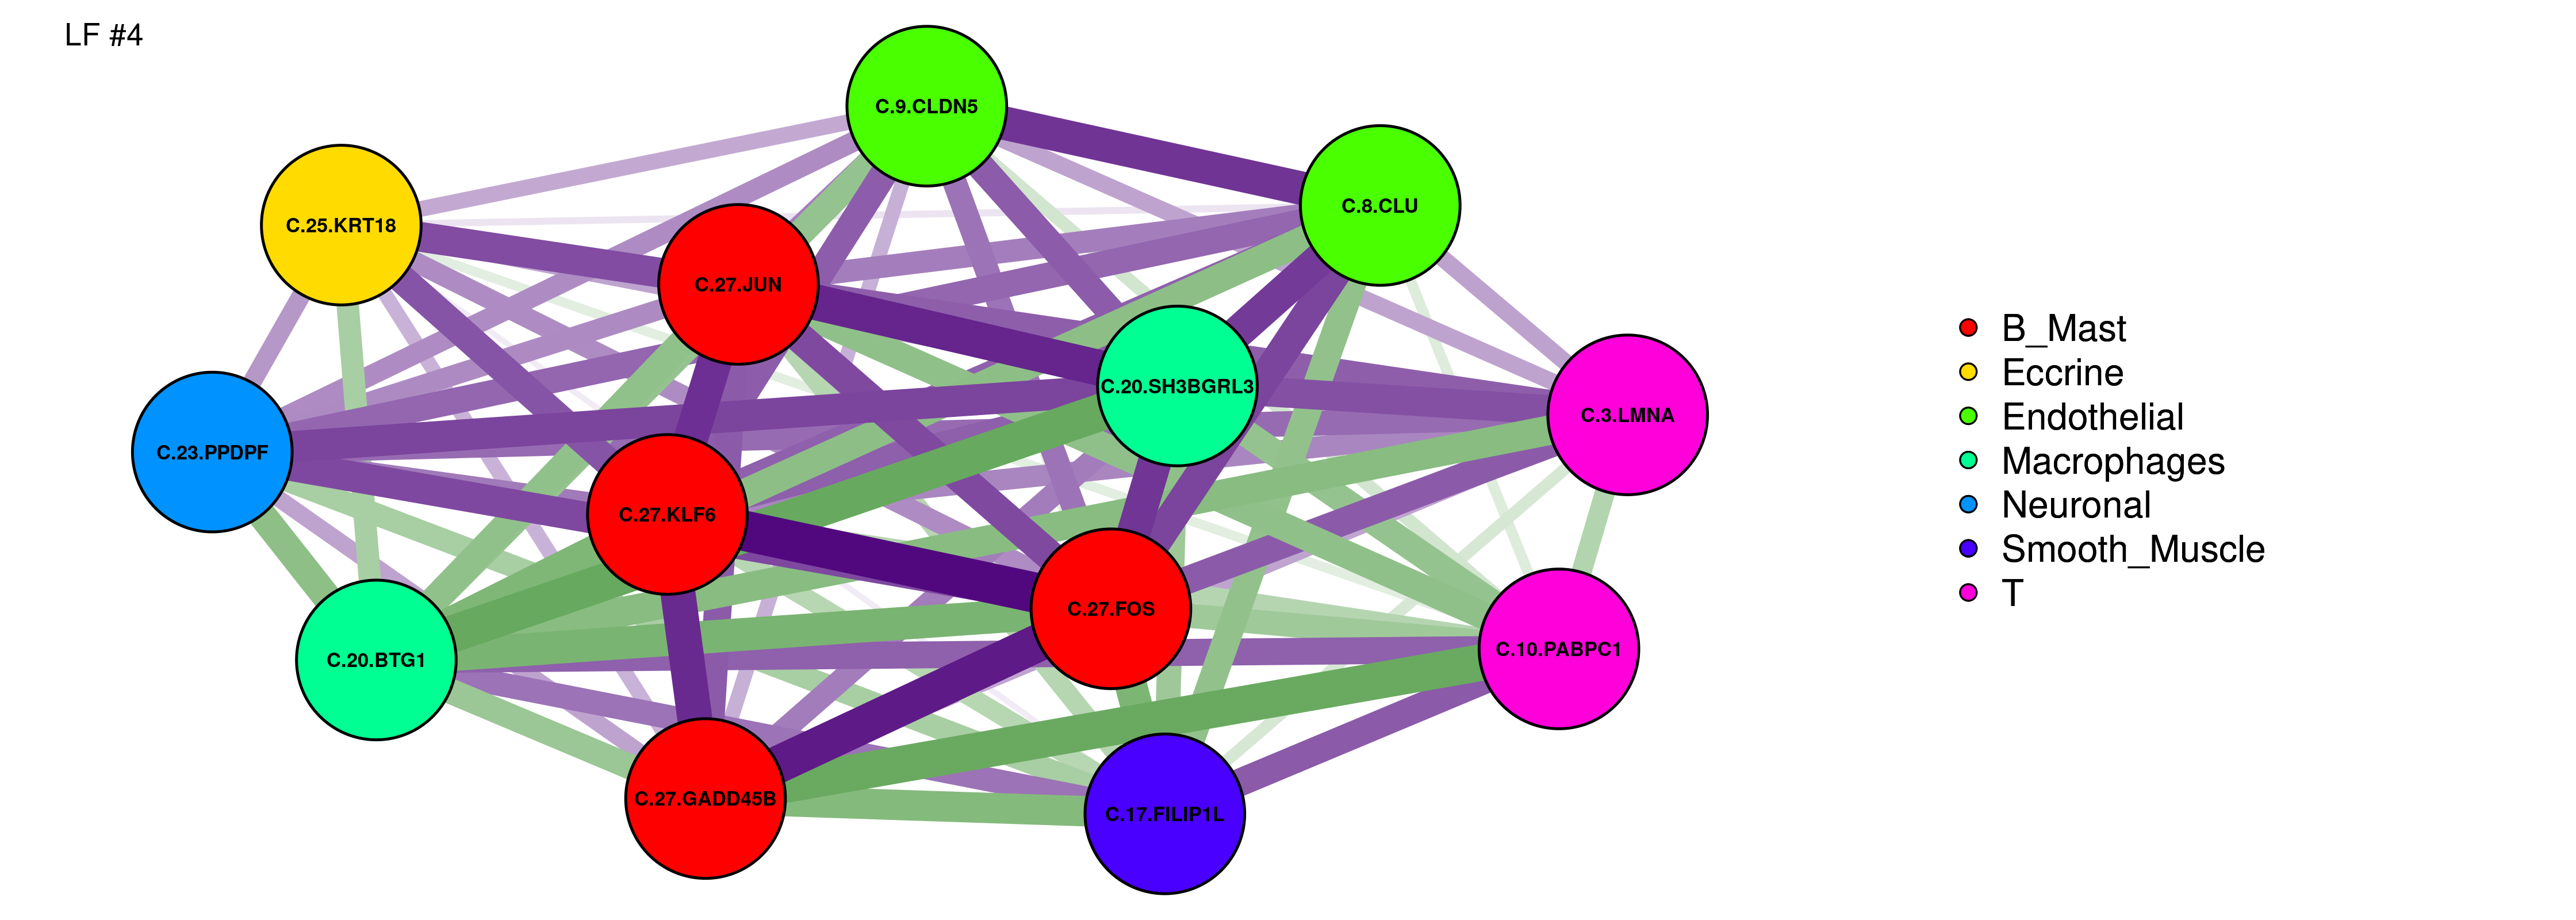 LF #4
C.9.CLDN5
C.8.CLU
C.25.KRT18
C.27.JUN
C.20.SH3BGRL3
C.3.LMNA
C.23.PPDPF
C.27.KLF6
C.27.FOS
C.10.PABPC1
C.20.BTG1
C.27.GADD45B
C.17.FILIP1L
B_Mast
Eccrine
Endothelial
Macrophages
Neuronal
Smooth_Muscle
T